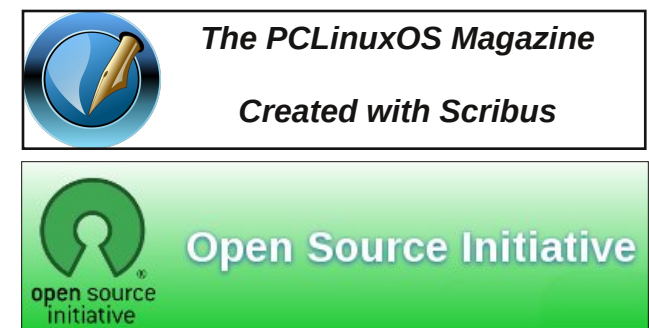 The PCLinuxOS Magazine
Created with Scribus
Open Source Initiative
®
open source
initiative